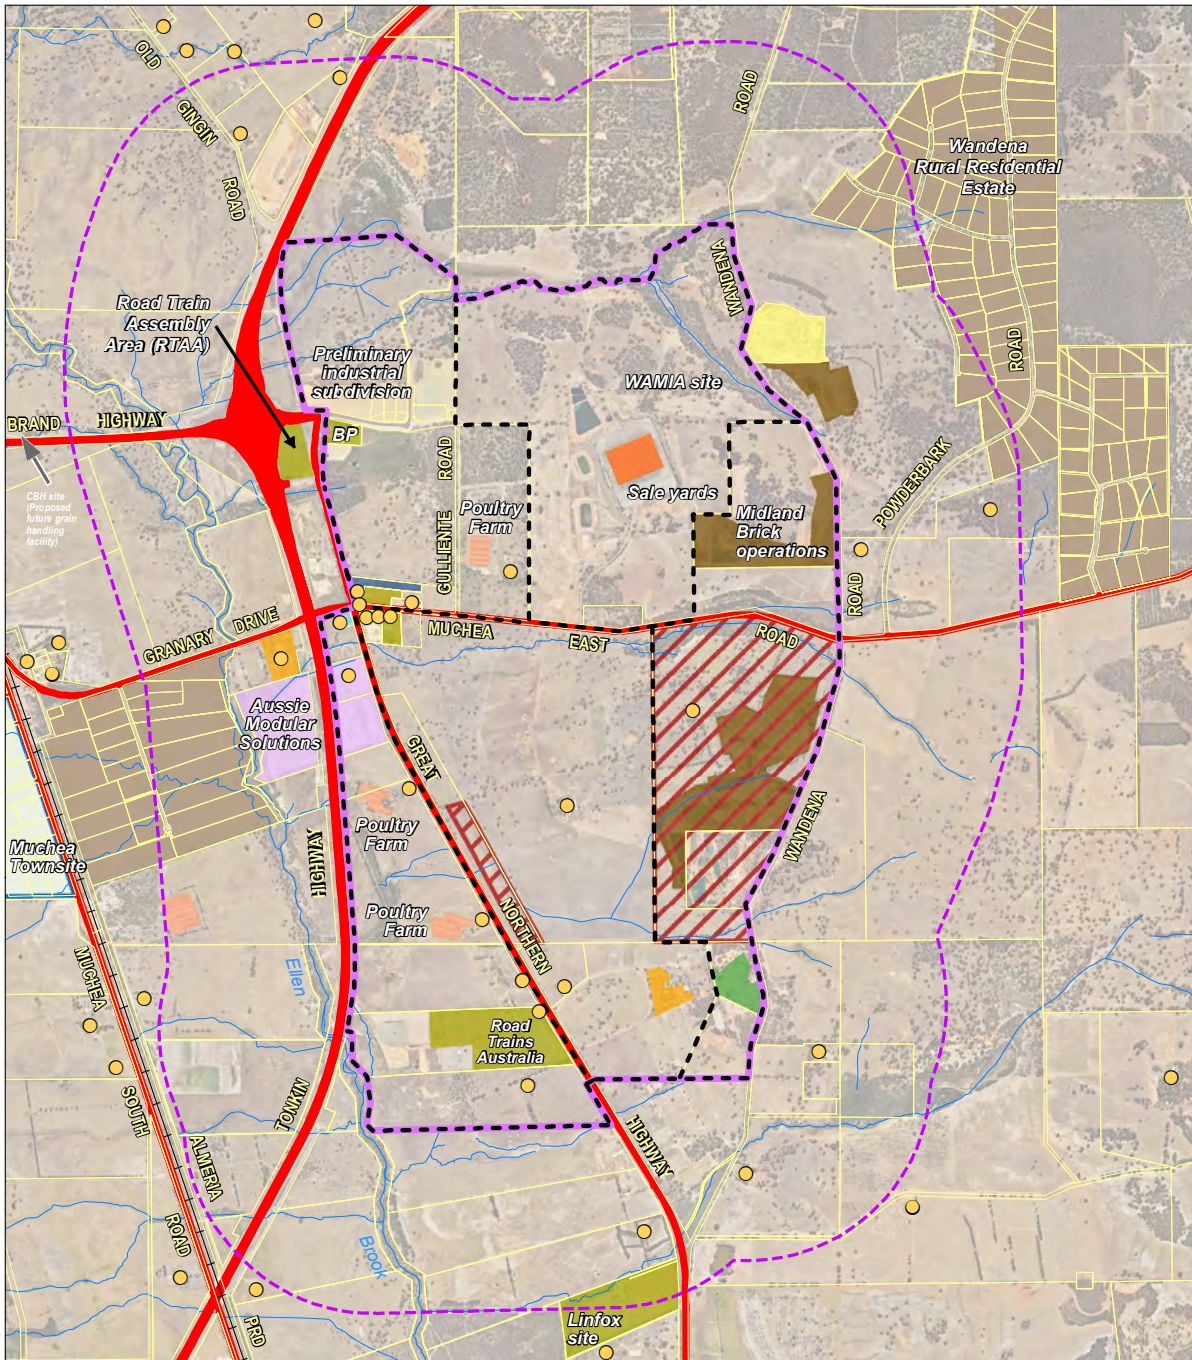 OLD
GINGIN
ROAD
ROAD
Wandena
Rural Residential
Estate
WANDENA
Road Train
Assembly
Area (RTAA)
Preliminary
industrial
subdivision
WAMIA site
ROAD
BRAND
HIGHWAY
BP
CBH site
(Proposed
future grain
handling
facility)
GULLIENTE
ROAD
Poultry
Farm
Sale yards
Midland
Brick
operations
POWDERBARK
ROAD
GRANARY
DRIVE
MUCHEA
EAST
ROAD
Aussie
Modular
Solutions
GREAT
WANDENA
HIGHWAY
Poultry
Farm
Muchea
Townsite
Poultry
Farm
NORTHERN
MUCHEA
Ellen
Road
Trains
Australia
SOUTH
TONKIN
ALMERIA
HIGHWAY
ROAD
Brook
PRD
Linfox
site